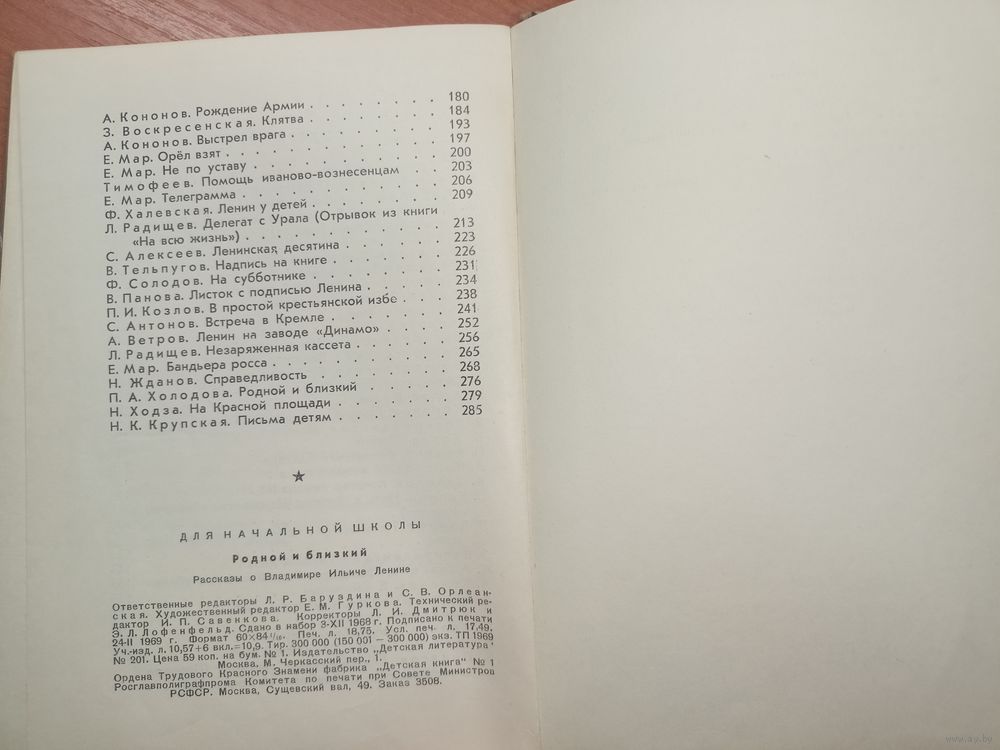 А. Кононов. Рождение Армии . . . . . . . . 180
З. Воскресенская. Клятва . . . . . . . . 184
А. Кононов. Выстрел врага . . . . . . . . 193
Е. Мар. Орёл взят . . . . . . . . . . 197
Е. Мар. Не по уставу . . . . . . . . . 200
Тимофеев. Помощь иваново-вознесенцам . . 203
Е. Мар. Телеграмма . . . . . . . . . . 206
Ф. Халевская. Ленин у детей . . . . . . . 209
Л. Радищев. Делегат с Урала (Отрывок из книги
«На всю жизнь») . . . . . . . . . . 213
С. Алексеев. Ленинская десятина . . . . . . 223
В. Тельпугов. Надпись на книге . . . . . . 226
Ф. Солодов. На субботнике . . . . . . . 231
В. Панова. Листок с подписью Ленина . . . . 234
П. И. Козлов. В простой крестьянской избе . . . 238
С. Антонов. Встреча в Кремле . . . . . . 241
А. Ветров. Ленин на заводе «Динамо» . . . . 252
Л. Радищев. Незаряженная кассета . . . . . 256
Е. Мар. Бандьера росса . . . . . . . . . 265
Н. Жданов. Справедливость . . . . . . . 268
П. А. Холодова. Родной и близкий . . . . . 276
Н. Ходза. На Красной площади . . . . . . 279
Н. К. Крупская. Письма детям . . . . . . 285
ДЛЯ НАЧАЛЬНОЙ ШКОЛЫ
Родной и близкий
Рассказы о Владимире Ильиче Ленине
Ответственные редакторы Л. Р. Баруздина и С. В. Орлеан-
ская. Художественный редактор Е. М. Гуркова. Технический ре-
дактор И. П. Савенкова. Корректоры Л. И. Дмитрюк и
Э. Л. Лофенфельд. Сдано в набор 3-XII 1968 г. Подписано к печати
24-II 1969 г. Формат 60×84 1/16. Печ. л. 18,75. Усл. печ. л. 17,49.
Уч.-изд. л. 10,57+6 вкл.=10,9. Тир. 300 000 (150 001 — 300 000) экз. ТП 1969
№ 201. Цена 59 коп. на бум. № 1. Издательство „Детская литература"
Москва, М. Черкасский пер., 1.
Ордена Трудового Красного Знамени фабрика „Детская книга" № 1
Росглавполиграфпрома Комитета по печати при Совете Министров
РСФСР. Москва, Сущевский вал, 49. Заказ 3508.
www.ay.by